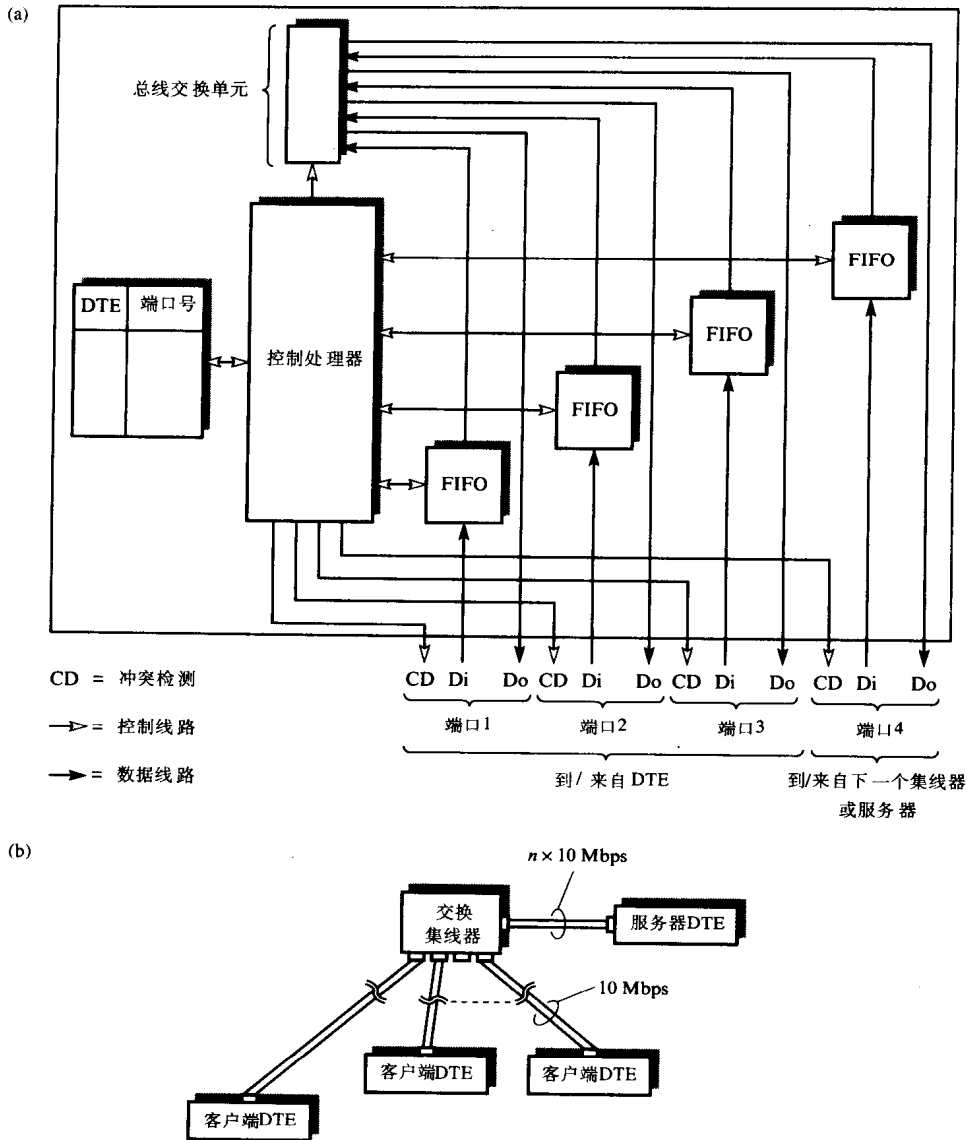 (a)
总线交换单元
DTE 端口号
控制处理器
FIFO
FIFO
FIFO
FIFO
CD Di Do CD Di Do CD Di Do CD Di Do
端口1 端口2 端口3 端口4
到/来自DTE
到/来自下一个集线器
或服务器
CD = 冲突检测
= 控制线路
= 数据线路
(b)
n × 10 Mbps
交换
集线器
服务器DTE
10 Mbps
客户端DTE
客户端DTE
客户端DTE